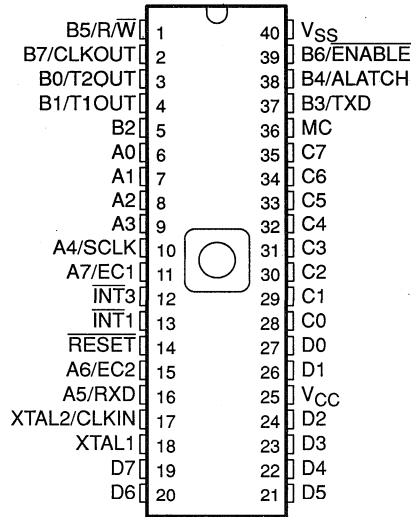 B5/R/W̅ 1 40 VSS
B7/CLKOUT 2 39 B6/E̅N̅A̅B̅L̅E̅
B0/T2OUT 3 38 B4/ALATCH
B1/T1OUT 4 37 B3/TXD
B2 5 36 MC
A0 6 35 C7
A1 7 34 C6
A2 8 33 C5
A3 9 32 C4
A4/SCLK 10 31 C3
A7/EC1 11 30 C2
I̅N̅T̅3 12 29 C1
I̅N̅T̅1 13 28 C0
R̅E̅S̅E̅T̅ 14 27 D0
A6/EC2 15 26 D1
A5/RXD 16 25 VCC
XTAL2/CLKIN 17 24 D2
XTAL1 18 23 D3
D7 19 22 D4
D6 20 21 D5